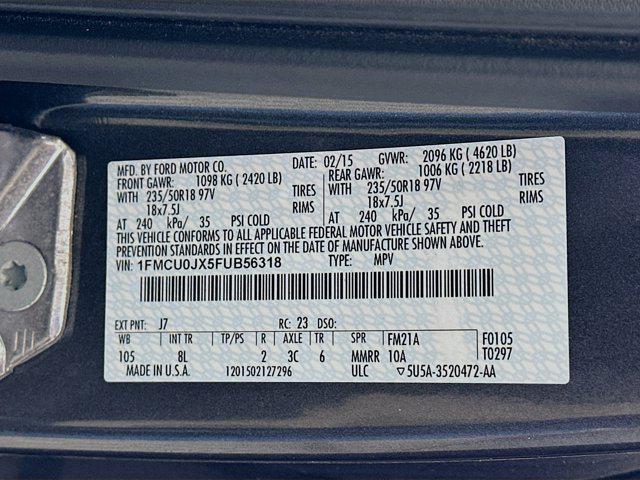 MFD. BY FORD MOTOR CO. DATE: 02/15 GVWR: 2096 KG ( 4620 LB)
FRONT GAWR: 1098 KG ( 2420 LB) REAR GAWR: 1006 KG ( 2218 LB)
WITH 235/50R18 97V TIRES WITH 235/50R18 97V TIRES
18x7.5J RIMS 18x7.5J RIMS
AT 240 kPa/ 35 PSI COLD AT 240 kPa/ 35 PSI COLD
THIS VEHICLE CONFORMS TO ALL APPLICABLE FEDERAL MOTOR VEHICLE SAFETY AND THEFT
PREVENTION STANDARDS IN EFFECT ON THE DATE OF MANUFACTURE SHOWN ABOVE.
VIN: 1FMCU0JX5FUB56318 TYPE: MPV
EXT PNT: J7 RC: 23 DSO:
WB INT TR TP/PS R AXLE TR SPR FM21A F0105
105 8L 2 3C 6 MMRR 10A T0297
MADE IN U.S.A. 1201502127296 ULC ▽5U5A-3520472-AA